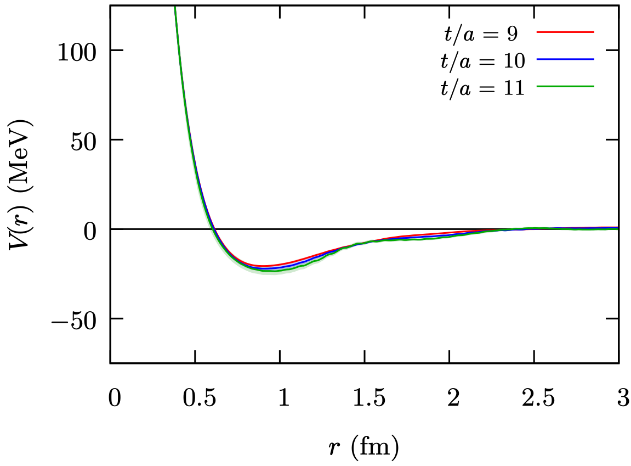 t/a = 9
t/a = 10
t/a = 11
100
50
0
−50
V(r) (MeV)
0 0.5 1 1.5 2 2.5 3
r (fm)